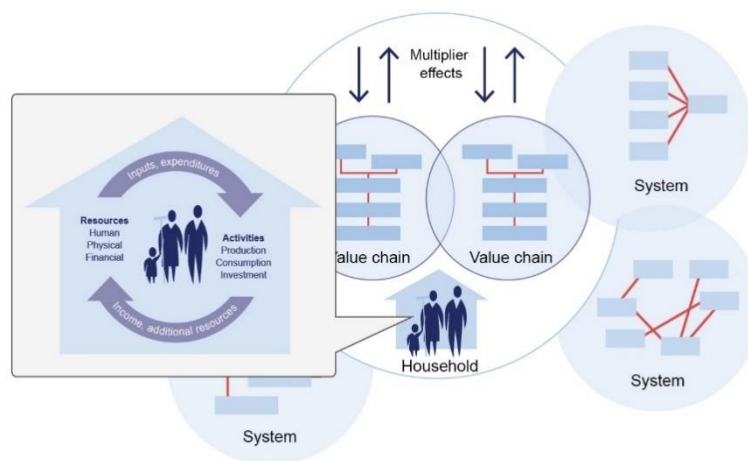 Multiplier
effects
Inputs, expenditures
Resources
Human
Physical
Financial
Activities
Production
Consumption
Investment
Income, additional resources
Value chain
Value chain
Household
System
System
System